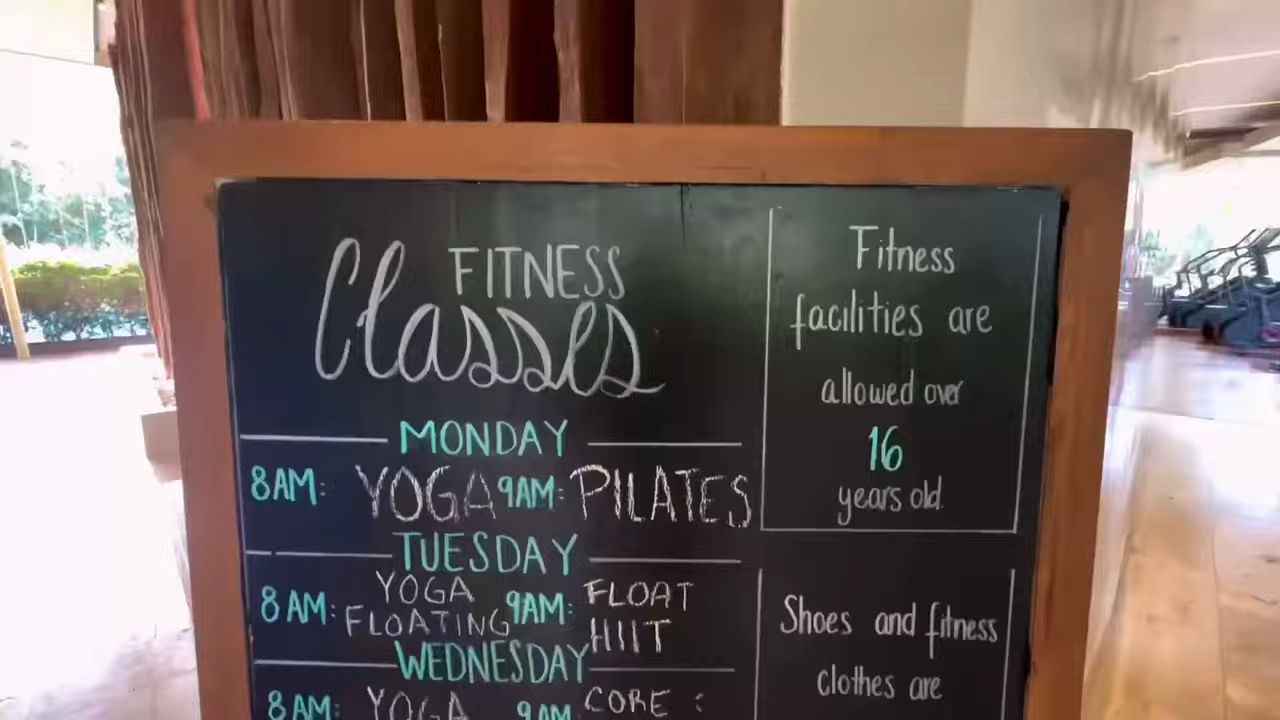 FITNESS
Classes
MONDAY
8AM: YOGA 9AM: PILATES
TUESDAY
8AM: YOGA FLOATING 9AM: FLOAT HIIT
WEDNESDAY
8AM: YOGA 9AM CORE :
Fitness
facilities are
allowed over
16
years old.
Shoes and fitness
clothes are